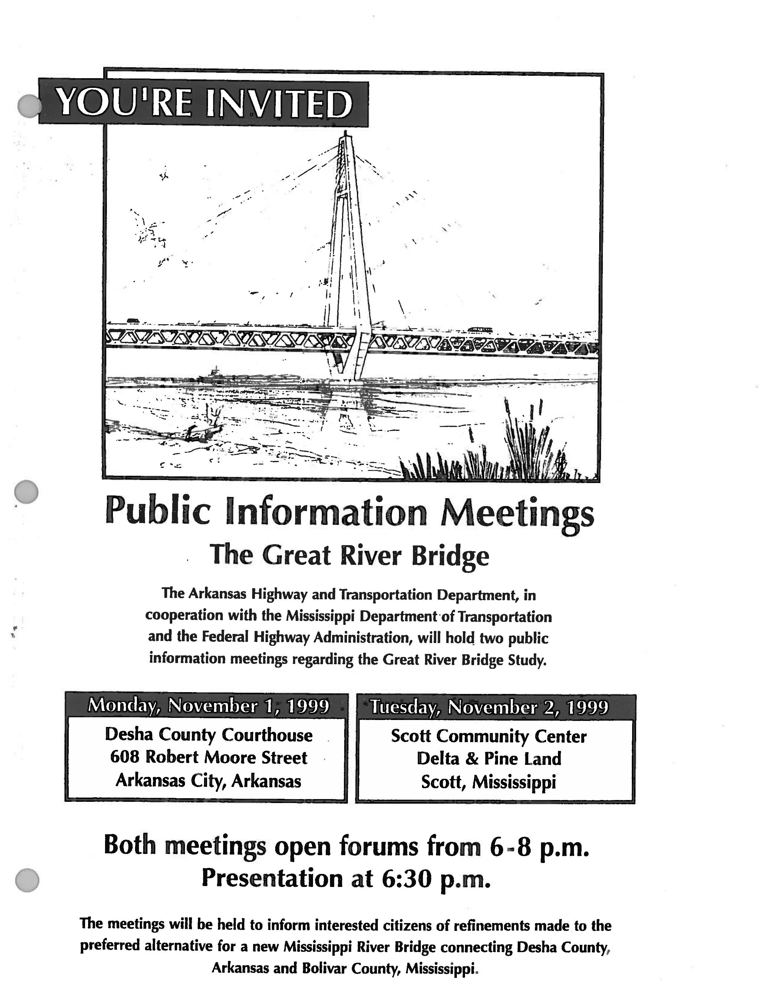 YOU'RE INVITED
Public Information Meetings
The Great River Bridge
The Arkansas Highway and Transportation Department, in
cooperation with the Mississippi Department of Transportation
and the Federal Highway Administration, will hold two public
information meetings regarding the Great River Bridge Study.
Monday, November 1, 1999
Desha County Courthouse
608 Robert Moore Street
Arkansas City, Arkansas
Tuesday, November 2, 1999
Scott Community Center
Delta & Pine Land
Scott, Mississippi
Both meetings open forums from 6-8 p.m.
Presentation at 6:30 p.m.
The meetings will be held to inform interested citizens of refinements made to the
preferred alternative for a new Mississippi River Bridge connecting Desha County,
Arkansas and Bolivar County, Mississippi.